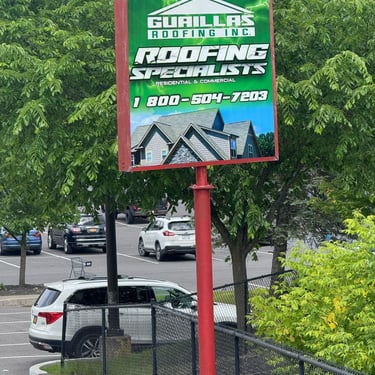 GUAILLAS
ROOFING INC.
ROOFING
SPECIALISTS
RESIDENTIAL & COMMERCIAL
1 800-504-7203